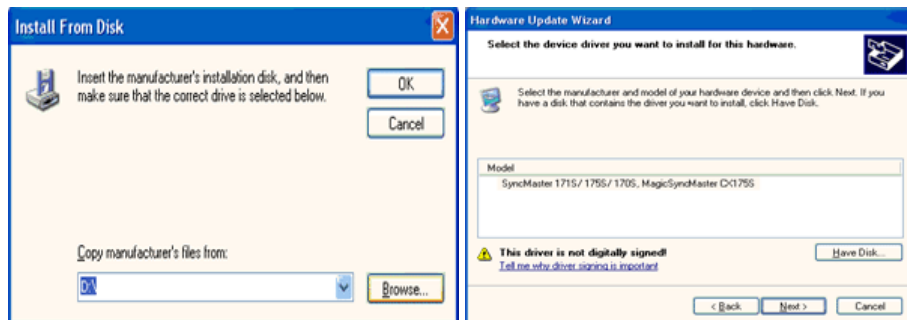 Install From Disk
Insert the manufacturer's installation disk, and then
make sure that the correct drive is selected below.
OK
Cancel
Copy manufacturer's files from:
D:\
Browse...
Hardware Update Wizard
Select the device driver you want to install for this hardware.
Select the manufacturer and model of your hardware device and then click Next. If you
have a disk that contains the driver you want to install, click Have Disk.
Model
SyncMaster 171S/ 175S/ 170S, MagicSyncMaster CX175S
This driver is not digitally signed!
Tell me why driver signing is important
Have Disk...
< Back
Next >
Cancel